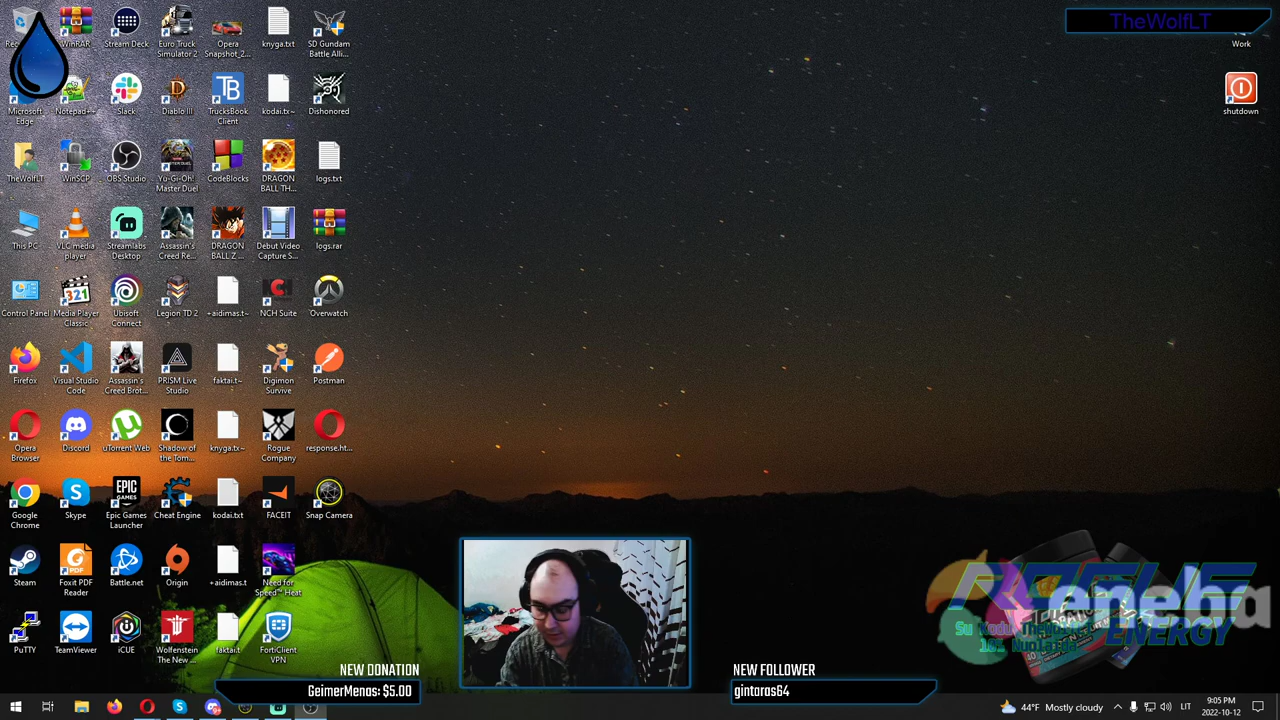 TheWolfLT
WinRAR
Stream Deck
Euro Truck
Simulator 2
Opera
Snapshot_2...
knyga.txt
SD Gundam
Battle Alli...
Work
Microsoft
Edge
Notepad++
Slack
Diablo III
TrucksBook
Client
kodai.tx~
Dishonored
shutdown
TheWolfLT
WinSCP
OBS Studio
Yu-Gi-Oh!
Master Duel
CodeBlocks
DRAGON
BALL TH...
logs.txt
This PC
VLC media
player
Streamlabs
Desktop
Assassin's
Creed Re...
DRAGON
BALL Z ...
Debut Video
Capture S...
logs.rar
Control Panel
Media Player
Classic
Ubisoft
Connect
Legion TD 2
+aidimas.t~
NCH Suite
Overwatch
Firefox
Visual Studio
Code
Assassin's
Creed Brot...
PRISM Live
Studio
faktai.t~
Digimon
Survive
Postman
Opera
Browser
Discord
uTorrent Web
Shadow of
the Tom...
knyga.tx~
Rogue
Company
response.ht...
Google
Chrome
Skype
Epic Games
Launcher
Cheat Engine
kodai.txt
FACEIT
Snap Camera
Steam
Foxit PDF
Reader
Battle.net
Origin
+aidimas.t
Need for
Speed™ Heat
PuTTY
TeamViewer
iCUE
Wolfenstein
The New ...
faktai.t
FortiClient
VPN
ENERGY
NEW DONATION
GeimerMenas: $5.00
NEW FOLLOWER
gintaras64
44°F Mostly cloudy
LIT
9:05 PM
2022-10-12